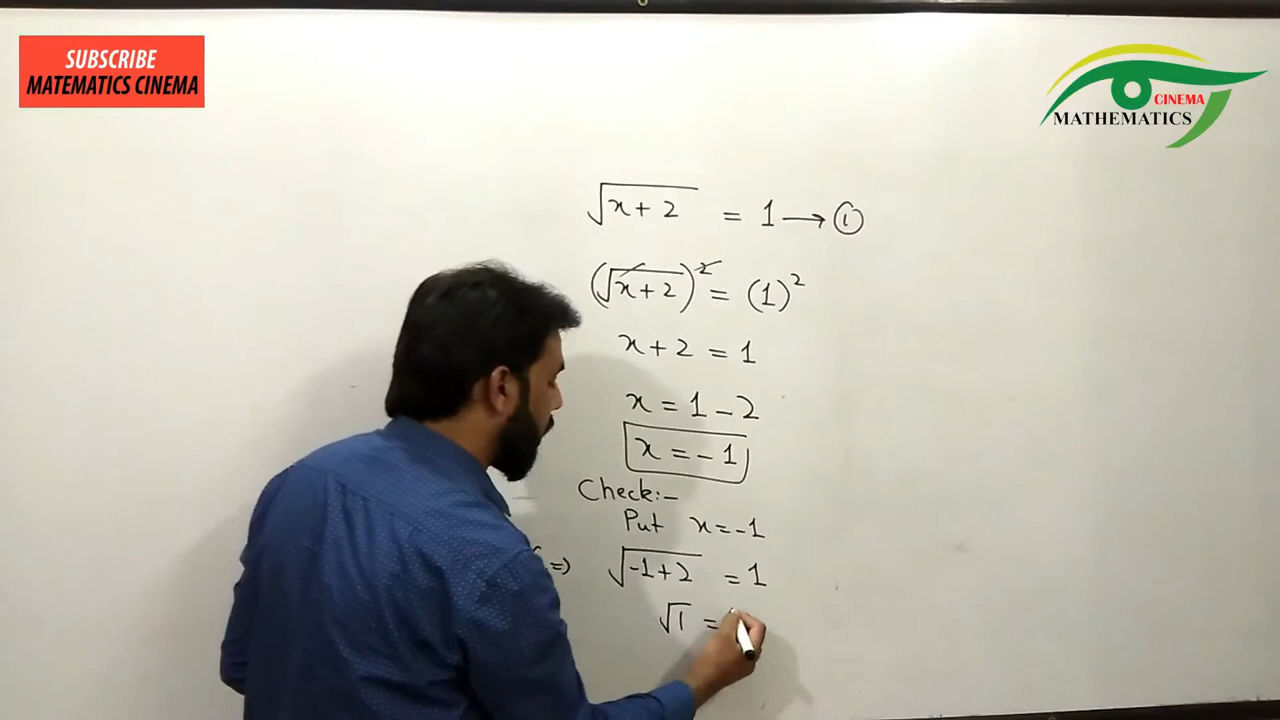 SUBSCRIBE
MATEMATICS CINEMA
CINEMA
MATHEMATICS
√(x+2) = 1 → ①
(√(x+2))² = (1)²
x + 2 = 1
x = 1 - 2
x = -1
Check:-
Put x = -1
=> √(-1+2) = 1
√1 =